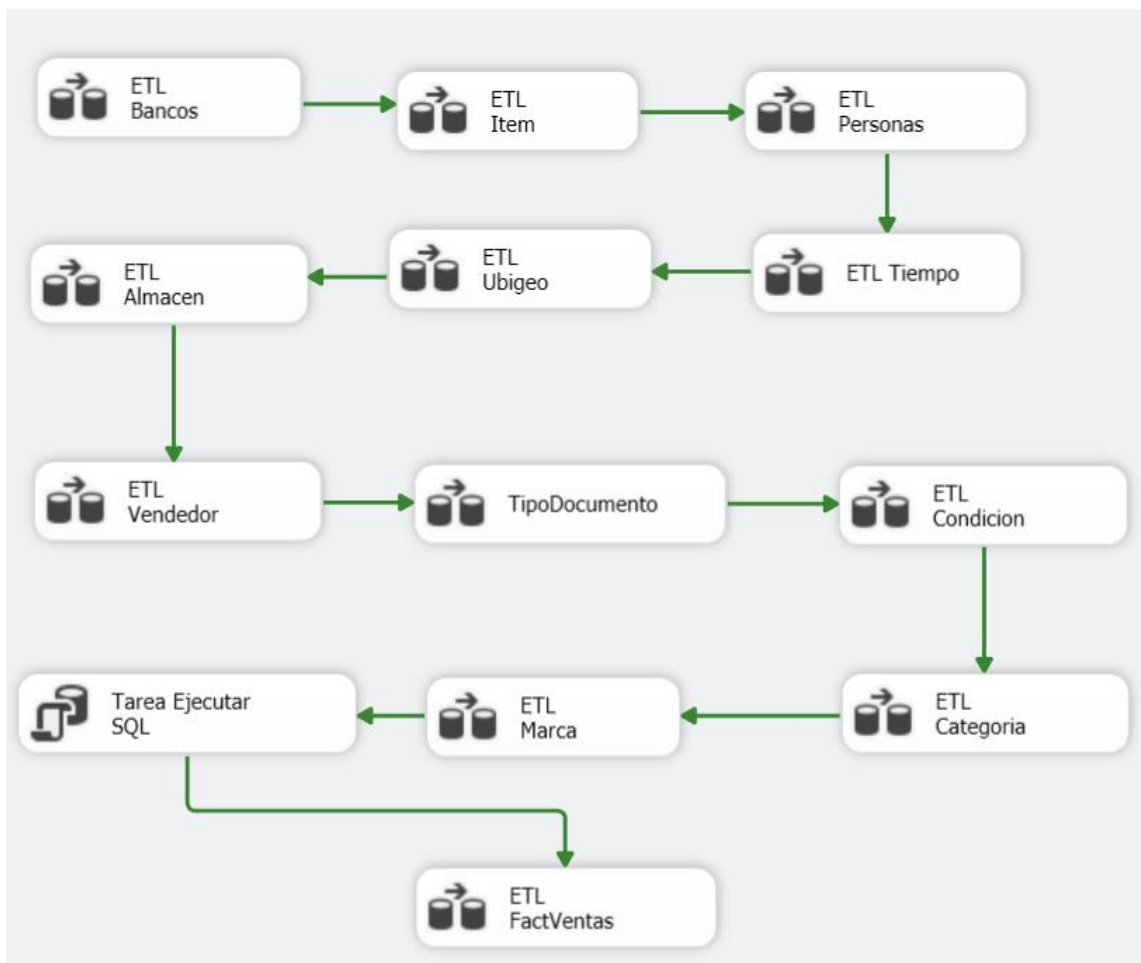 ETL
Bancos
ETL
Item
ETL
Personas
ETL Tiempo
ETL
Ubigeo
ETL
Almacen
ETL
Vendedor
TipoDocumento
ETL
Condicion
ETL
Categoria
ETL
Marca
Tarea Ejecutar
SQL
ETL
FactVentas